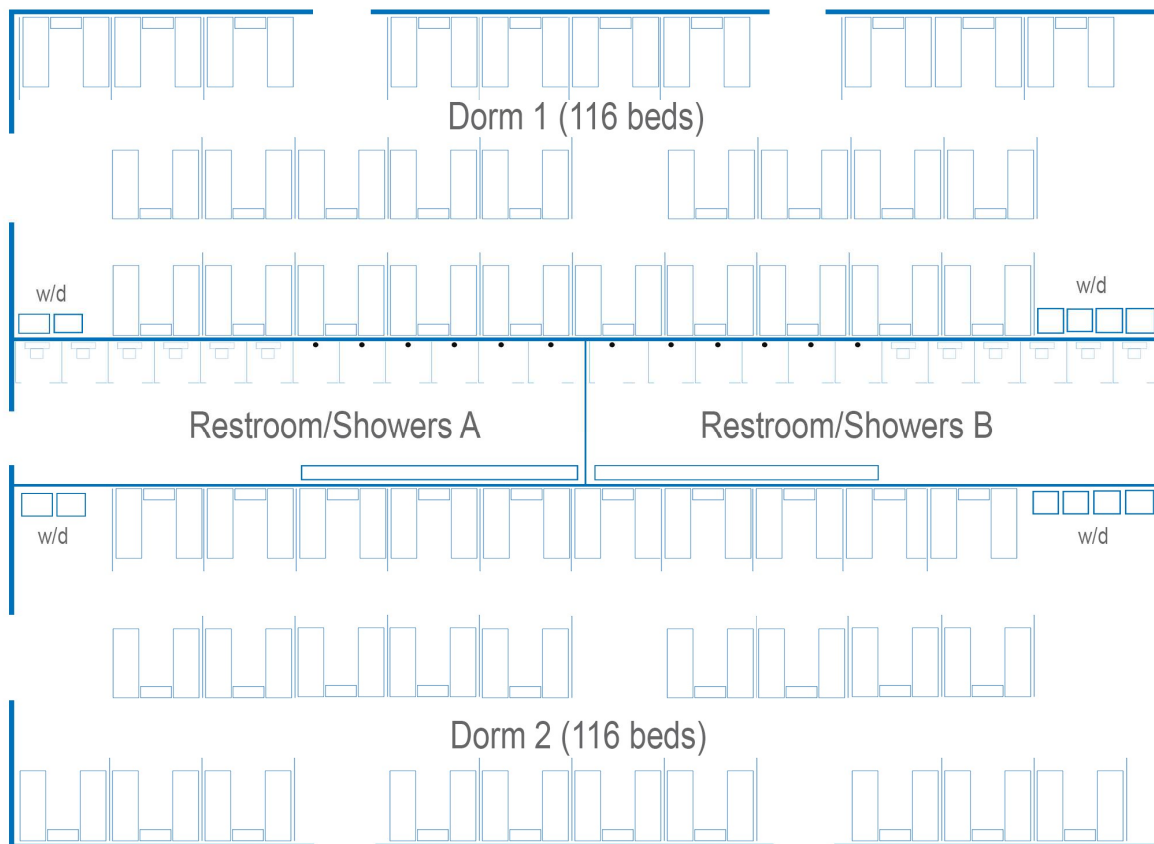 Dorm 1 (116 beds)
w/d
w/d
Restroom/Showers A
Restroom/Showers B
w/d
w/d
Dorm 2 (116 beds)